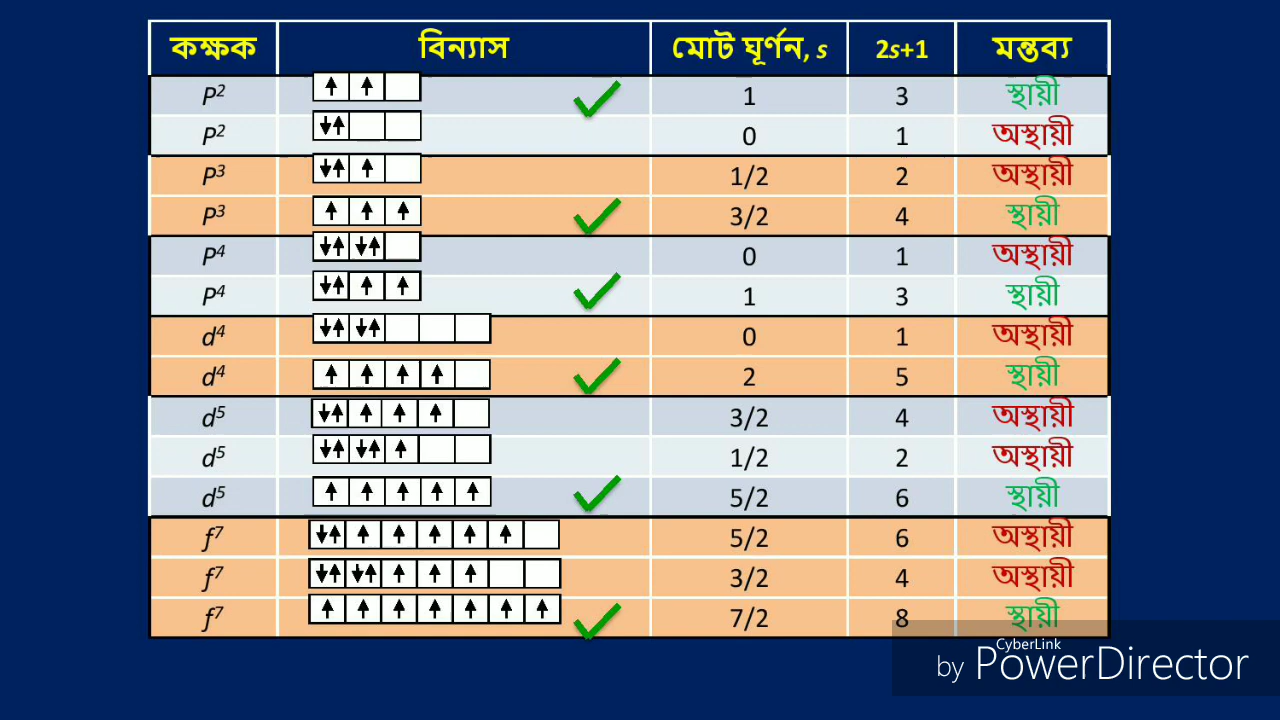 কক্ষক বিন্যাস মোট ঘূর্ণন, s 2s+1 মন্তব্য
P² ↑ ↑ 1 3 স্থায়ী
P² ↓↑ 0 1 অস্থায়ী
P³ ↓↑ ↑ 1/2 2 অস্থায়ী
P³ ↑ ↑ ↑ 3/2 4 স্থায়ী
P⁴ ↓↑ ↓↑ 0 1 অস্থায়ী
P⁴ ↓↑ ↑ ↑ 1 3 স্থায়ী
d⁴ ↓↑ ↓↑ 0 1 অস্থায়ী
d⁴ ↑ ↑ ↑ ↑ 2 5 স্থায়ী
d⁵ ↓↑ ↑ ↑ ↑ 3/2 4 অস্থায়ী
d⁵ ↓↑ ↓↑ ↑ 1/2 2 অস্থায়ী
d⁵ ↑ ↑ ↑ ↑ ↑ 5/2 6 স্থায়ী
f⁷ ↓↑ ↑ ↑ ↑ ↑ ↑ 5/2 6 অস্থায়ী
f⁷ ↓↑ ↓↑ ↑ ↑ ↑ 3/2 4 অস্থায়ী
f⁷ ↑ ↑ ↑ ↑ ↑ ↑ ↑ 7/2 8 স্থায়ী
CyberLink
by PowerDirector